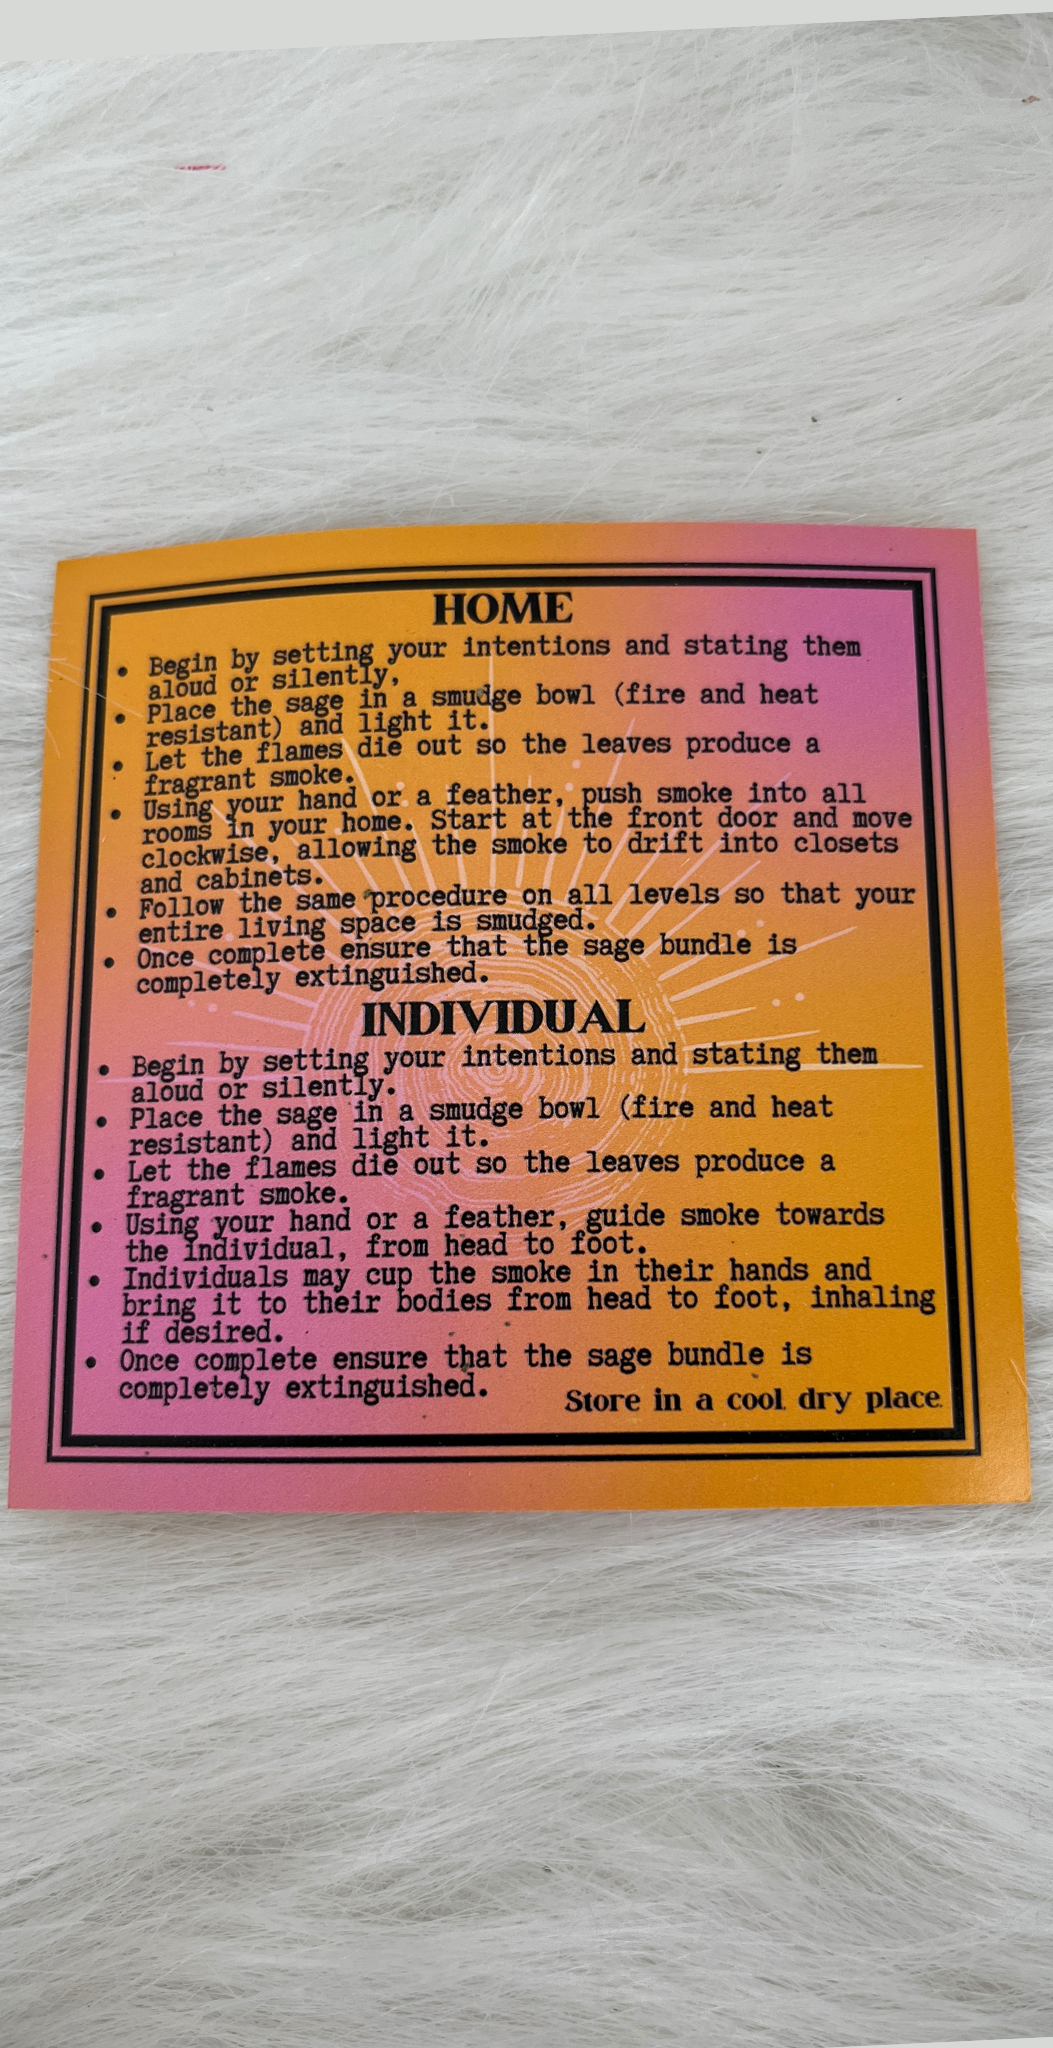 HOME
• Begin by setting your intentions and stating them
aloud or silently,
• Place the sage in a smudge bowl (fire and heat
resistant) and light it.
• Let the flames die out so the leaves produce a
fragrant smoke.
• Using your hand or a feather, push smoke into all
rooms in your home. Start at the front door and move
clockwise, allowing the smoke to drift into closets
and cabinets.
• Follow the same procedure on all levels so that your
entire living space is smudged.
• Once complete ensure that the sage bundle is
completely extinguished.
INDIVIDUAL
• Begin by setting your intentions and stating them
aloud or silently.
• Place the sage in a smudge bowl (fire and heat
resistant) and light it.
• Let the flames die out so the leaves produce a
fragrant smoke.
• Using your hand or a feather, guide smoke towards
the individual, from head to foot.
• Individuals may cup the smoke in their hands and
bring it to their bodies from head to foot, inhaling
if desired.
• Once complete ensure that the sage bundle is
completely extinguished.
Store in a cool dry place.